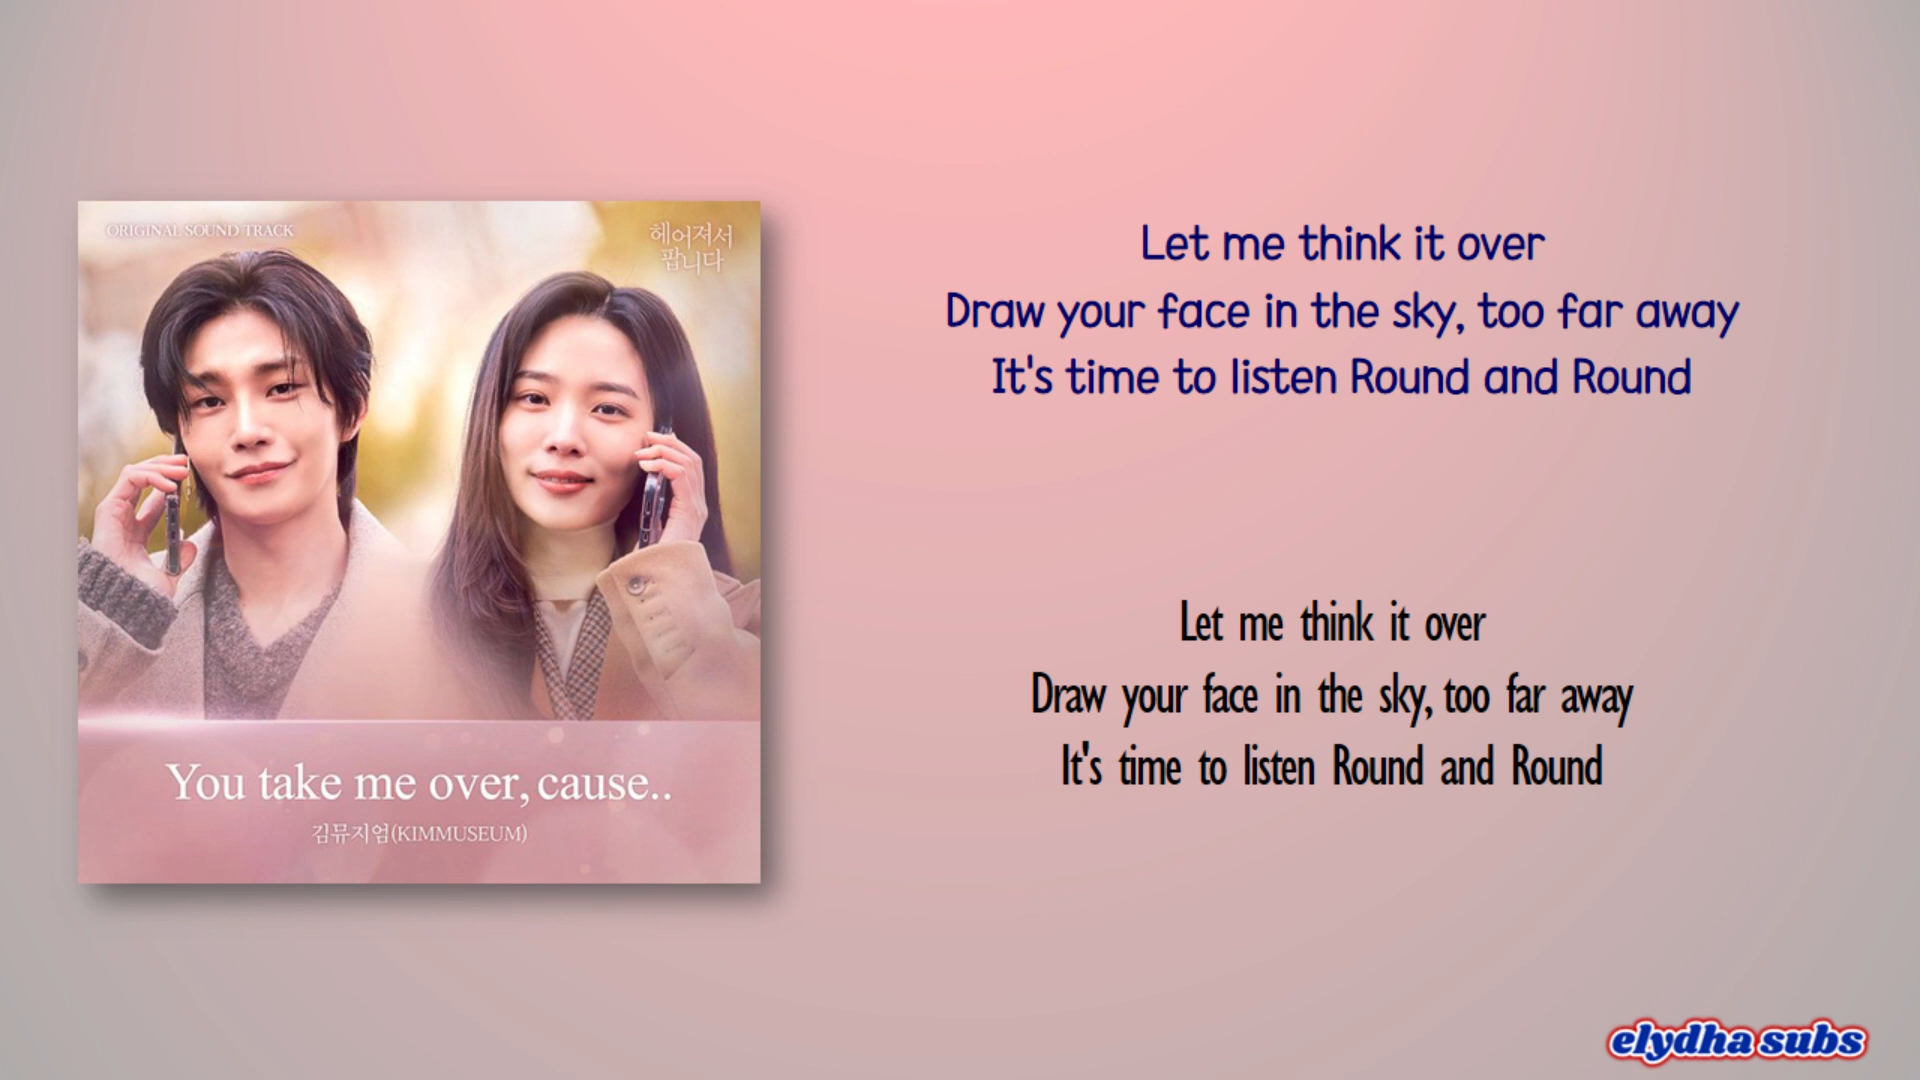 ORIGINAL SOUND TRACK
헤어져서
팝니다
You take me over, cause..
김뮤지엄(KIMMUSEUM)
Let me think it over
Draw your face in the sky, too far away
It's time to listen Round and Round
Let me think it over
Draw your face in the sky, too far away
It's time to listen Round and Round
elydha subs